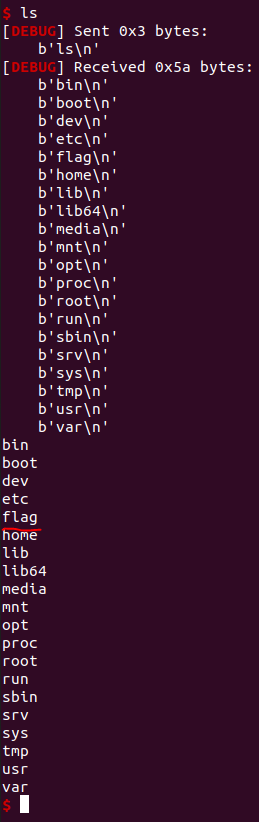 $ ls
[DEBUG] Sent 0x3 bytes:
    b'ls\n'
[DEBUG] Received 0x5a bytes:
    b'bin\n'
    b'boot\n'
    b'dev\n'
    b'etc\n'
    b'flag\n'
    b'home\n'
    b'lib\n'
    b'lib64\n'
    b'media\n'
    b'mnt\n'
    b'opt\n'
    b'proc\n'
    b'root\n'
    b'run\n'
    b'sbin\n'
    b'srv\n'
    b'sys\n'
    b'tmp\n'
    b'usr\n'
    b'var\n'
bin
boot
dev
etc
flag
home
lib
lib64
media
mnt
opt
proc
root
run
sbin
srv
sys
tmp
usr
var
$